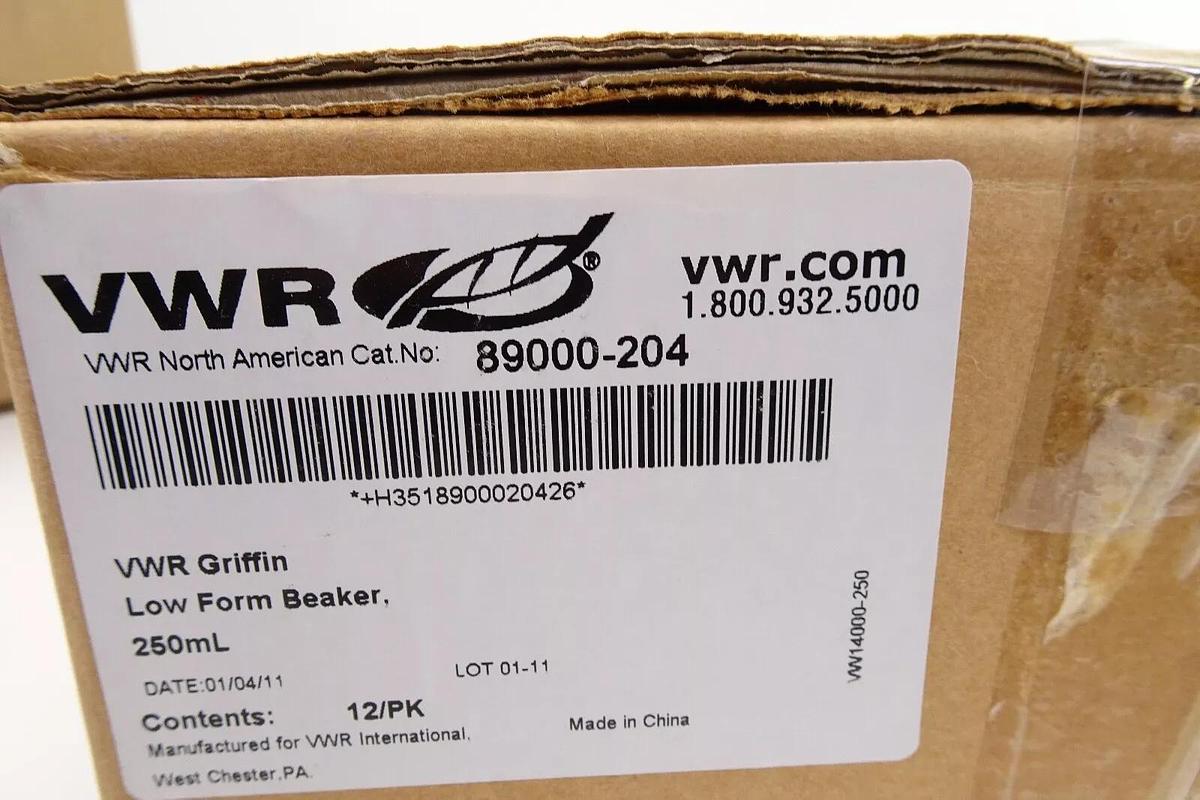 VWR ®
vwr.com
1.800.932.5000
VWR North American Cat.No: 89000-204
*+H3518900020426*
VWR Griffin
Low Form Beaker,
250mL
DATE:01/04/11
LOT 01-11
Contents: 12/PK
Manufactured for VWR International,
Made in China
West Chester,PA.
VW14000-250